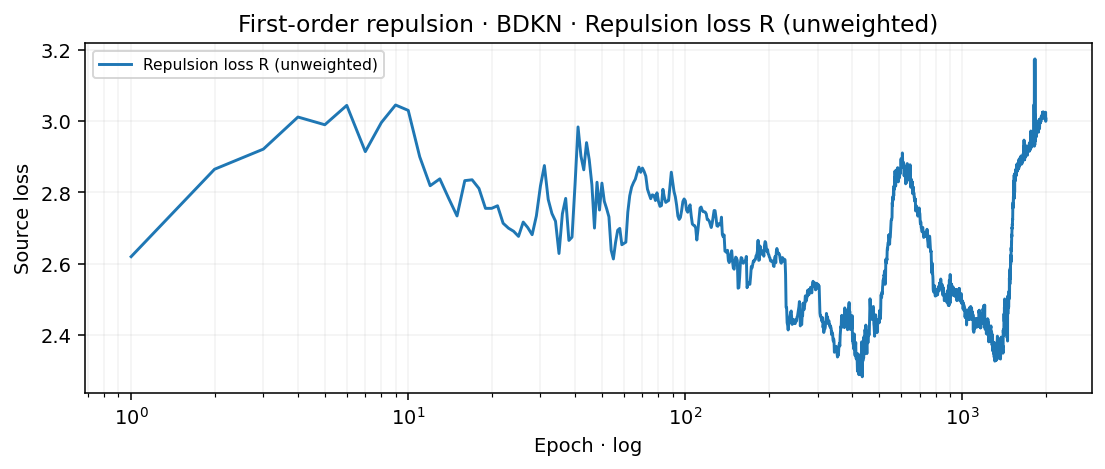 First-order repulsion · BDKN · Repulsion loss R (unweighted)
Repulsion loss R (unweighted)
Source loss
3.2
3.0
2.8
2.6
2.4
10⁰
10¹
10²
10³
Epoch · log